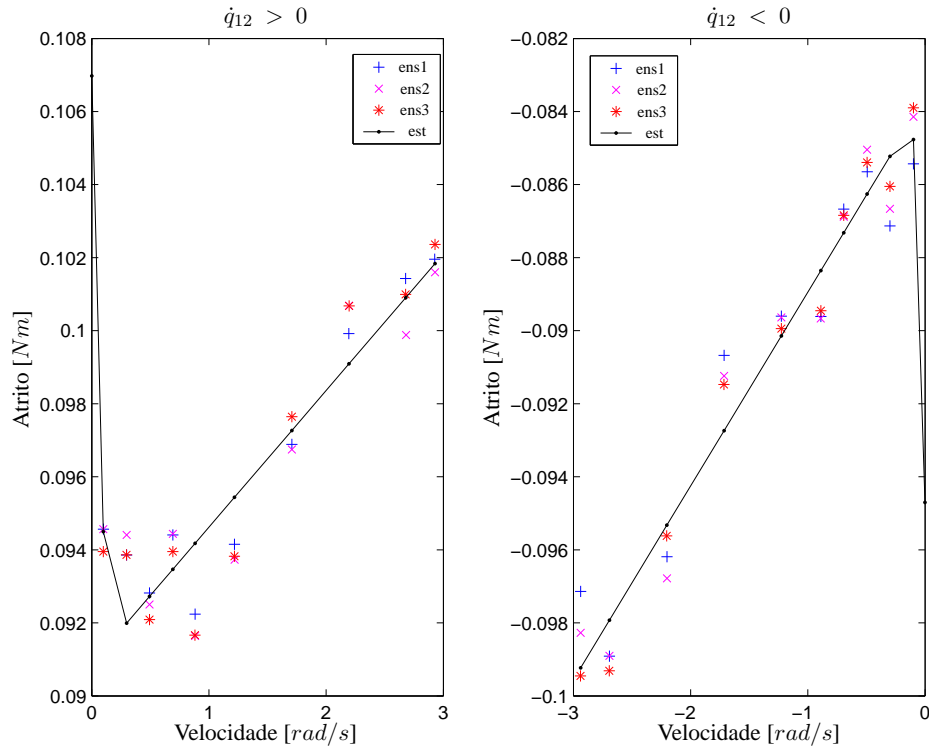 q̇₁₂ > 0
0.108
0.106
0.104
0.102
0.1
0.098
0.096
0.094
0.092
0.09
Atrito [Nm]
0 1 2 3
Velocidade [rad/s]
ens1
ens2
ens3
est
q̇₁₂ < 0
−0.082
−0.084
−0.086
−0.088
−0.09
−0.092
−0.094
−0.096
−0.098
−0.1
Atrito [Nm]
−3 −2 −1 0
Velocidade [rad/s]
ens1
ens2
ens3
est